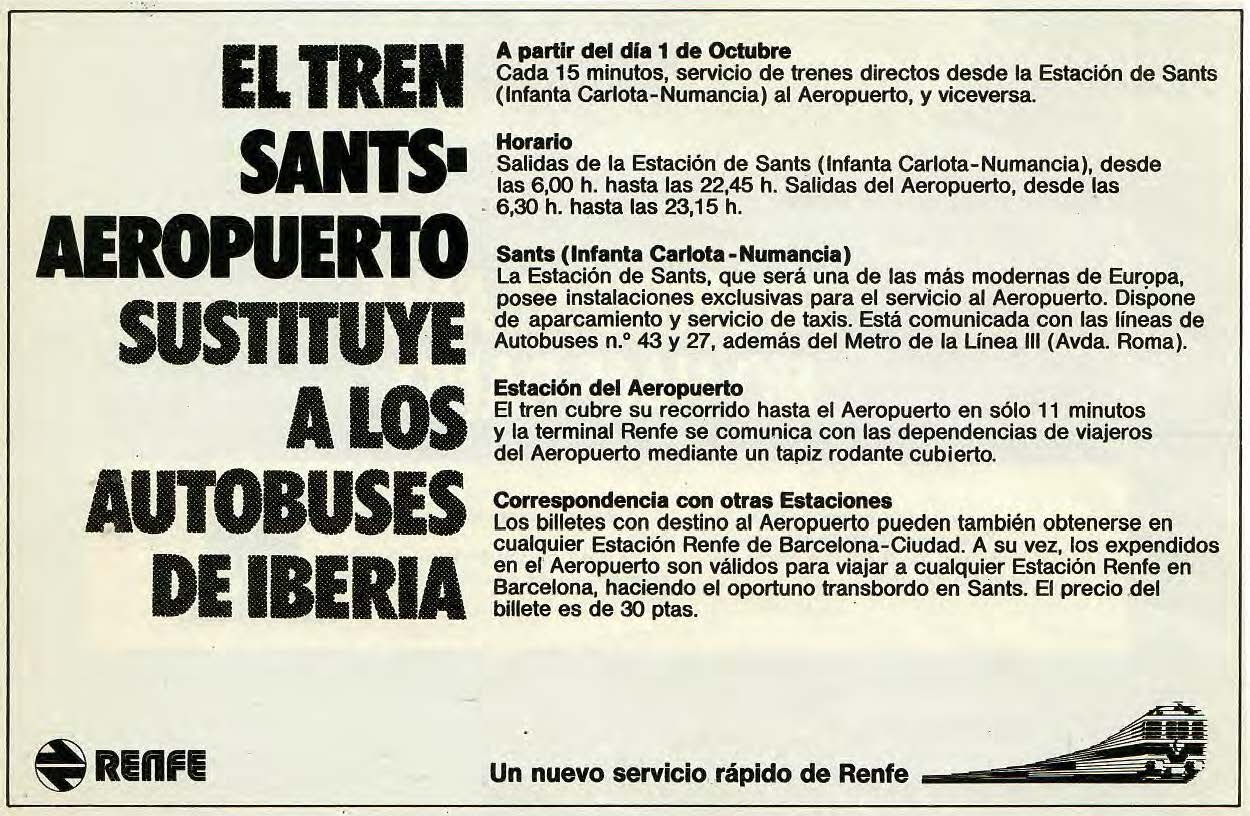 EL TREN
SANTS-
AEROPUERTO
SUSTITUYE
A LOS
AUTOBUSES
DE IBERIA
A partir del día 1 de Octubre
Cada 15 minutos, servicio de trenes directos desde la Estación de Sants
(Infanta Carlota-Numancia) al Aeropuerto, y viceversa.
Horario
Salidas de la Estación de Sants (Infanta Carlota-Numancia), desde
las 6,00 h. hasta las 22,45 h. Salidas del Aeropuerto, desde las
6,30 h. hasta las 23,15 h.
Sants (Infanta Carlota-Numancia)
La Estación de Sants, que será una de las más modernas de Europa,
posee instalaciones exclusivas para el servicio al Aeropuerto. Dispone
de aparcamiento y servicio de taxis. Está comunicada con las líneas de
Autobuses n.º 43 y 27, además del Metro de la Línea III (Avda. Roma).
Estación del Aeropuerto
El tren cubre su recorrido hasta el Aeropuerto en sólo 11 minutos
y la terminal Renfe se comunica con las dependencias de viajeros
del Aeropuerto mediante un tapiz rodante cubierto.
Correspondencia con otras Estaciones
Los billetes con destino al Aeropuerto pueden también obtenerse en
cualquier Estación Renfe de Barcelona-Ciudad. A su vez, los expendidos
en el Aeropuerto son válidos para viajar a cualquier Estación Renfe en
Barcelona, haciendo el oportuno transbordo en Sants. El precio del
billete es de 30 ptas.
RENFE
Un nuevo servicio rápido de Renfe